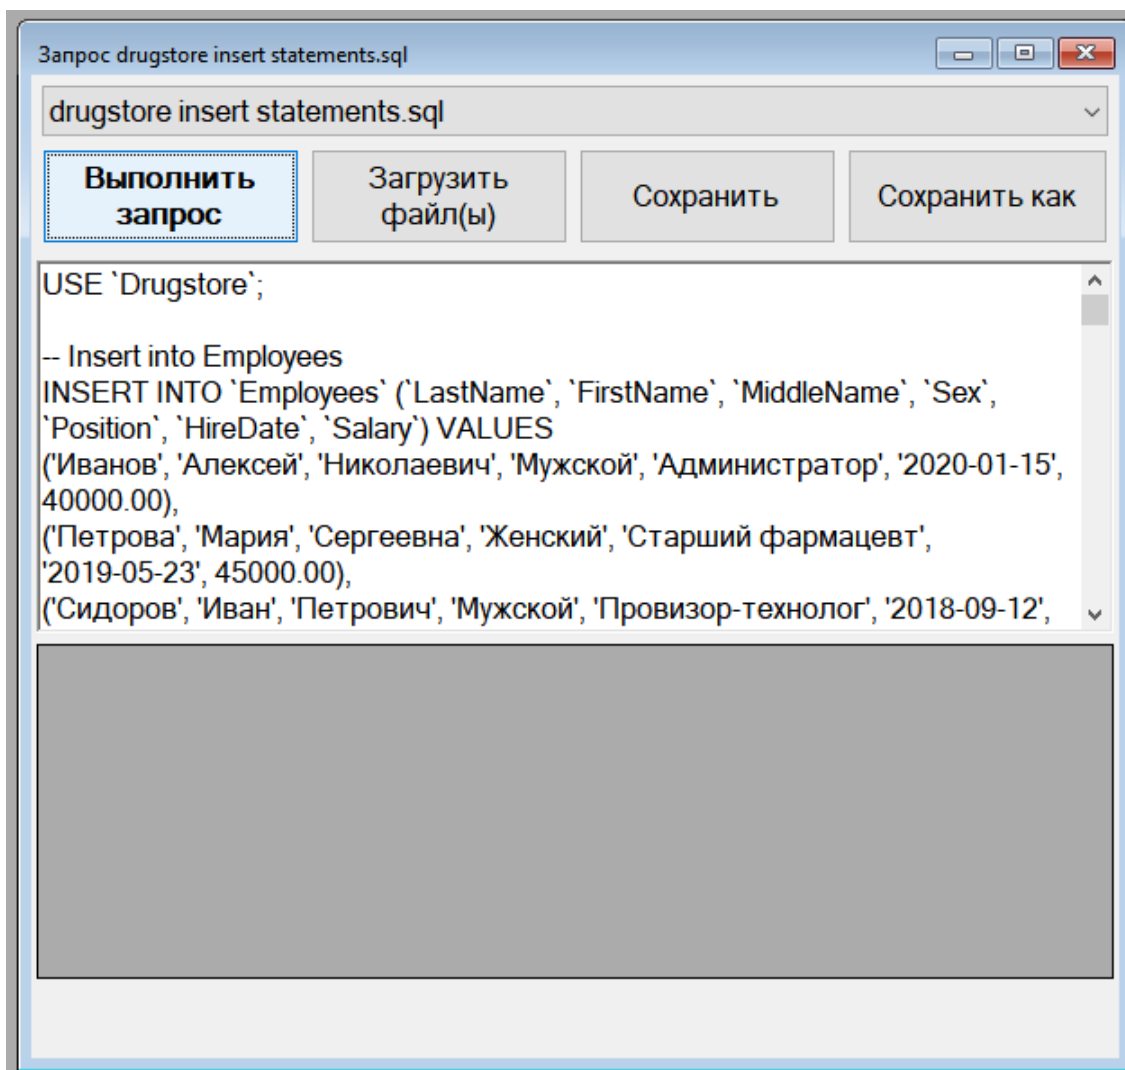 Запрос drugstore insert statements.sql
drugstore insert statements.sql
Выполнить запрос
Загрузить файл(ы)
Сохранить
Сохранить как
USE `Drugstore`;
-- Insert into Employees
INSERT INTO `Employees` (`LastName`, `FirstName`, `MiddleName`, `Sex`,
`Position`, `HireDate`, `Salary`) VALUES
('Иванов', 'Алексей', 'Николаевич', 'Мужской', 'Администратор', '2020-01-15',
40000.00),
('Петрова', 'Мария', 'Сергеевна', 'Женский', 'Старший фармацевт',
'2019-05-23', 45000.00),
('Сидоров', 'Иван', 'Петрович', 'Мужской', 'Провизор-технолог', '2018-09-12',